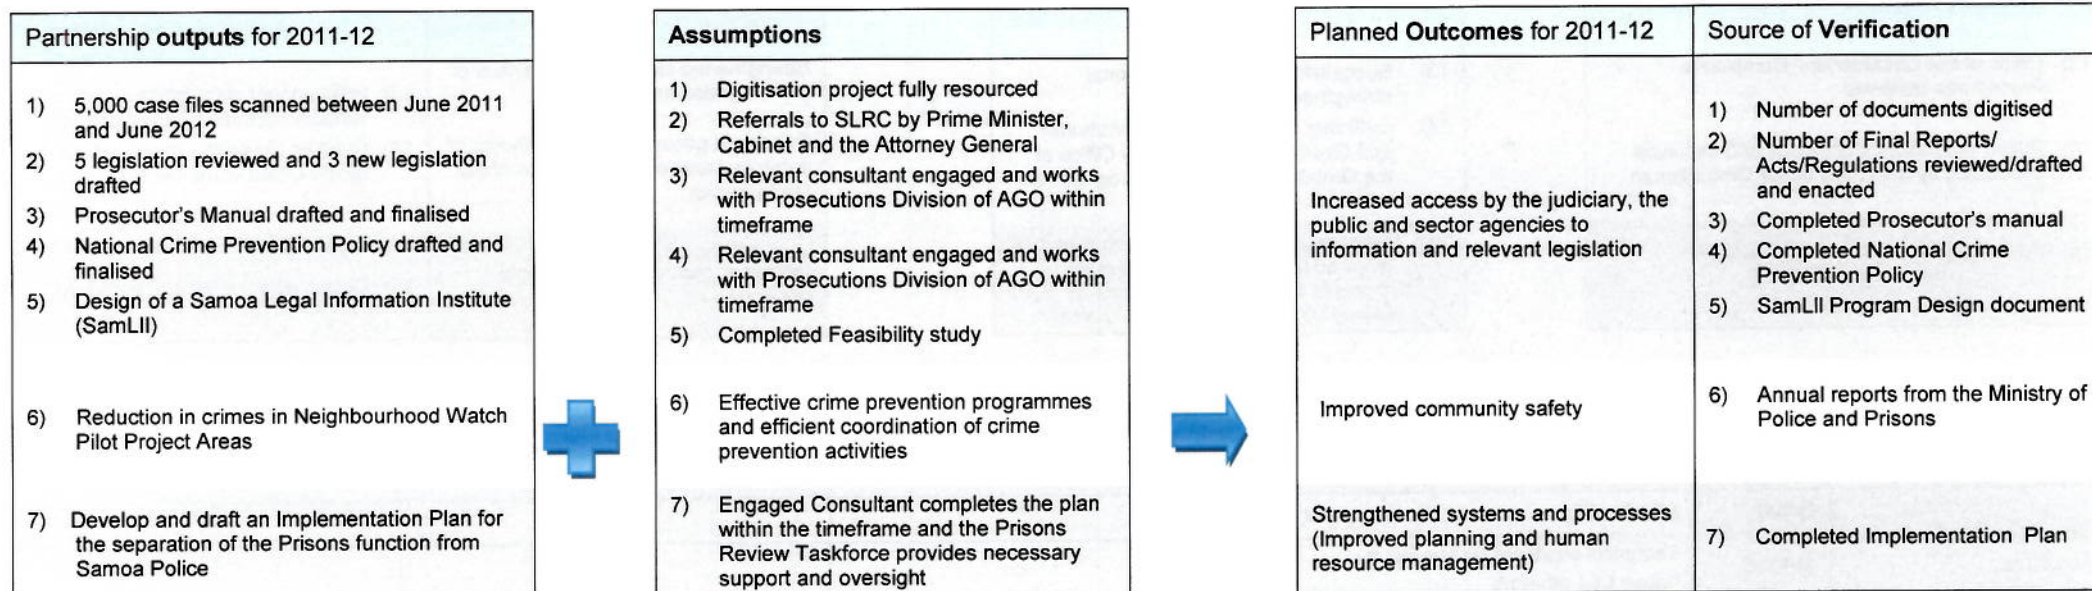 Partnership outputs for 2011-12
1) 5,000 case files scanned between June 2011
and June 2012
2) 5 legislation reviewed and 3 new legislation
drafted
3) Prosecutor's Manual drafted and finalised
4) National Crime Prevention Policy drafted and
finalised
5) Design of a Samoa Legal Information Institute
(SamLII)
6) Reduction in crimes in Neighbourhood Watch
Pilot Project Areas
7) Develop and draft an Implementation Plan for
the separation of the Prisons function from
Samoa Police
Assumptions
1) Digitisation project fully resourced
2) Referrals to SLRC by Prime Minister,
Cabinet and the Attorney General
3) Relevant consultant engaged and works
with Prosecutions Division of AGO within
timeframe
4) Relevant consultant engaged and works
with Prosecutions Division of AGO within
timeframe
5) Completed Feasibility study
6) Effective crime prevention programmes
and efficient coordination of crime
prevention activities
7) Engaged Consultant completes the plan
within the timeframe and the Prisons
Review Taskforce provides necessary
support and oversight
Planned Outcomes for 2011-12
Increased access by the judiciary, the
public and sector agencies to
information and relevant legislation
Improved community safety
Strengthened systems and processes
(Improved planning and human
resource management)
Source of Verification
1) Number of documents digitised
2) Number of Final Reports/
Acts/Regulations reviewed/drafted
and enacted
3) Completed Prosecutor's manual
4) Completed National Crime
Prevention Policy
5) SamLII Program Design document
6) Annual reports from the Ministry of
Police and Prisons
7) Completed Implementation Plan